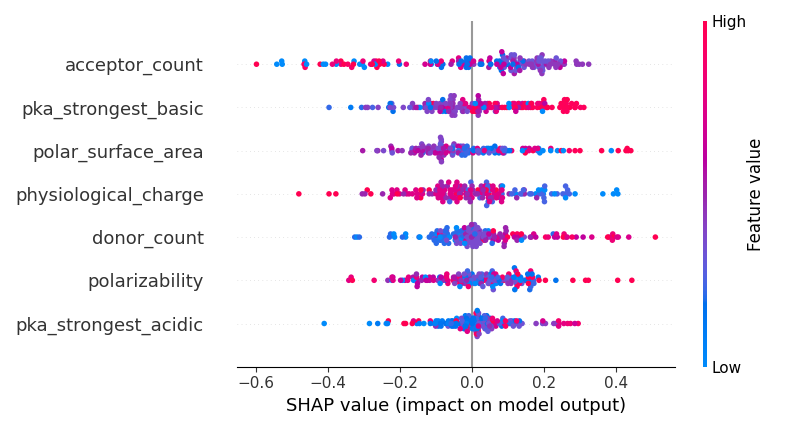 High
acceptor_count
pka_strongest_basic
polar_surface_area
physiological_charge
donor_count
polarizability
pka_strongest_acidic
Feature value
Low
−0.6 −0.4 −0.2 0.0 0.2 0.4
SHAP value (impact on model output)